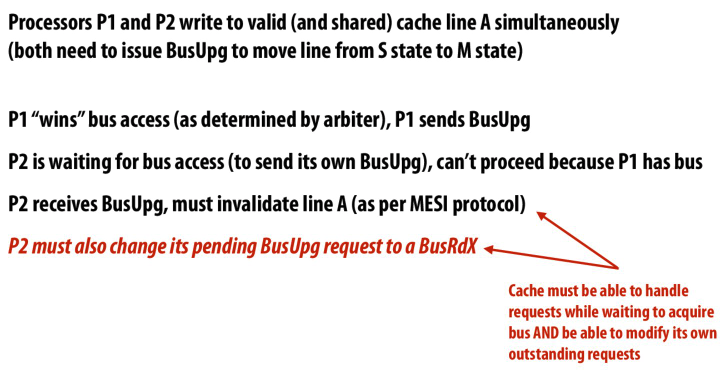 Processors P1 and P2 write to valid (and shared) cache line A simultaneously
(both need to issue BusUpg to move line from S state to M state)
P1 “wins” bus access (as determined by arbiter), P1 sends BusUpg
P2 is waiting for bus access (to send its own BusUpg), can’t proceed because P1 has bus
P2 receives BusUpg, must invalidate line A (as per MESI protocol)
P2 must also change its pending BusUpg request to a BusRdX
Cache must be able to handle
requests while waiting to acquire
bus AND be able to modify its own
outstanding requests